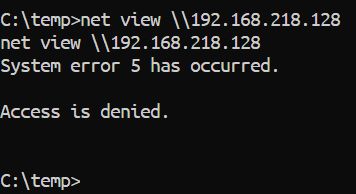 C:\temp>net view \\192.168.218.128
net view \\192.168.218.128
System error 5 has occurred.
Access is denied.
C:\temp>